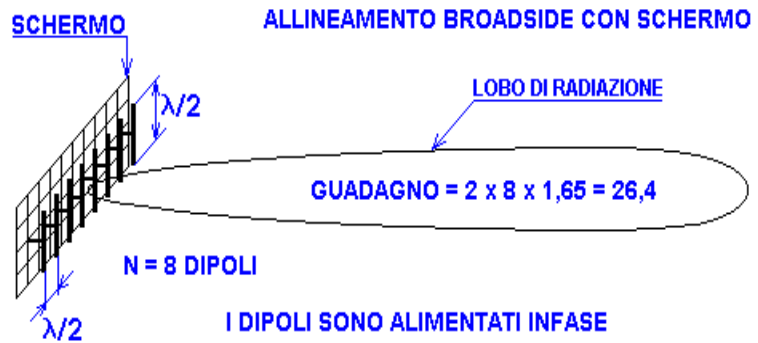 ALLINEAMENTO BROADSIDE CON SCHERMO
SCHERMO
λ/2
LOBO DI RADIAZIONE
GUADAGNO = 2 x 8 x 1,65 = 26,4
N = 8 DIPOLI
λ/2
I DIPOLI SONO ALIMENTATI INFASE